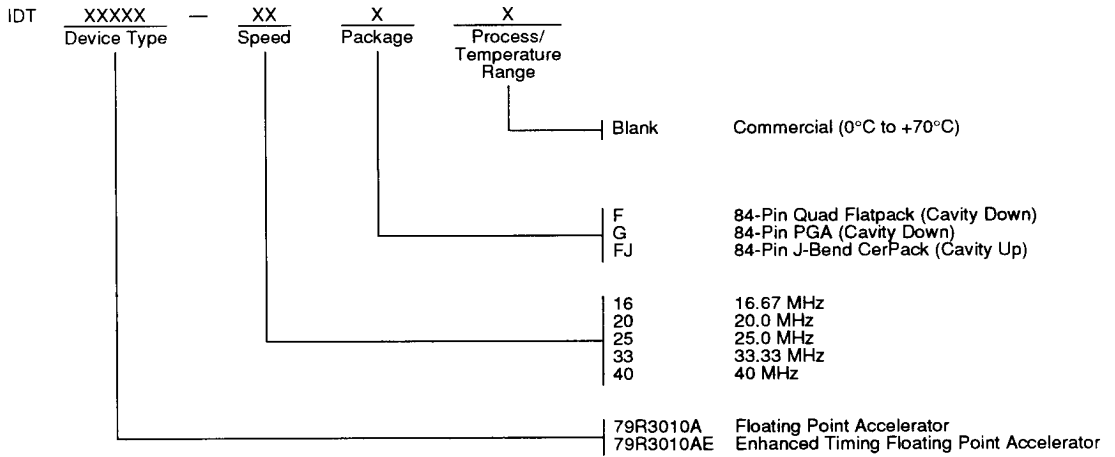 IDT XXXXX — XX X X
Device Type Speed Package Process/
Temperature
Range
Blank Commercial (0°C to +70°C)
F 84-Pin Quad Flatpack (Cavity Down)
G 84-Pin PGA (Cavity Down)
FJ 84-Pin J-Bend CerPack (Cavity Up)
16 16.67 MHz
20 20.0 MHz
25 25.0 MHz
33 33.33 MHz
40 40 MHz
79R3010A Floating Point Accelerator
79R3010AE Enhanced Timing Floating Point Accelerator